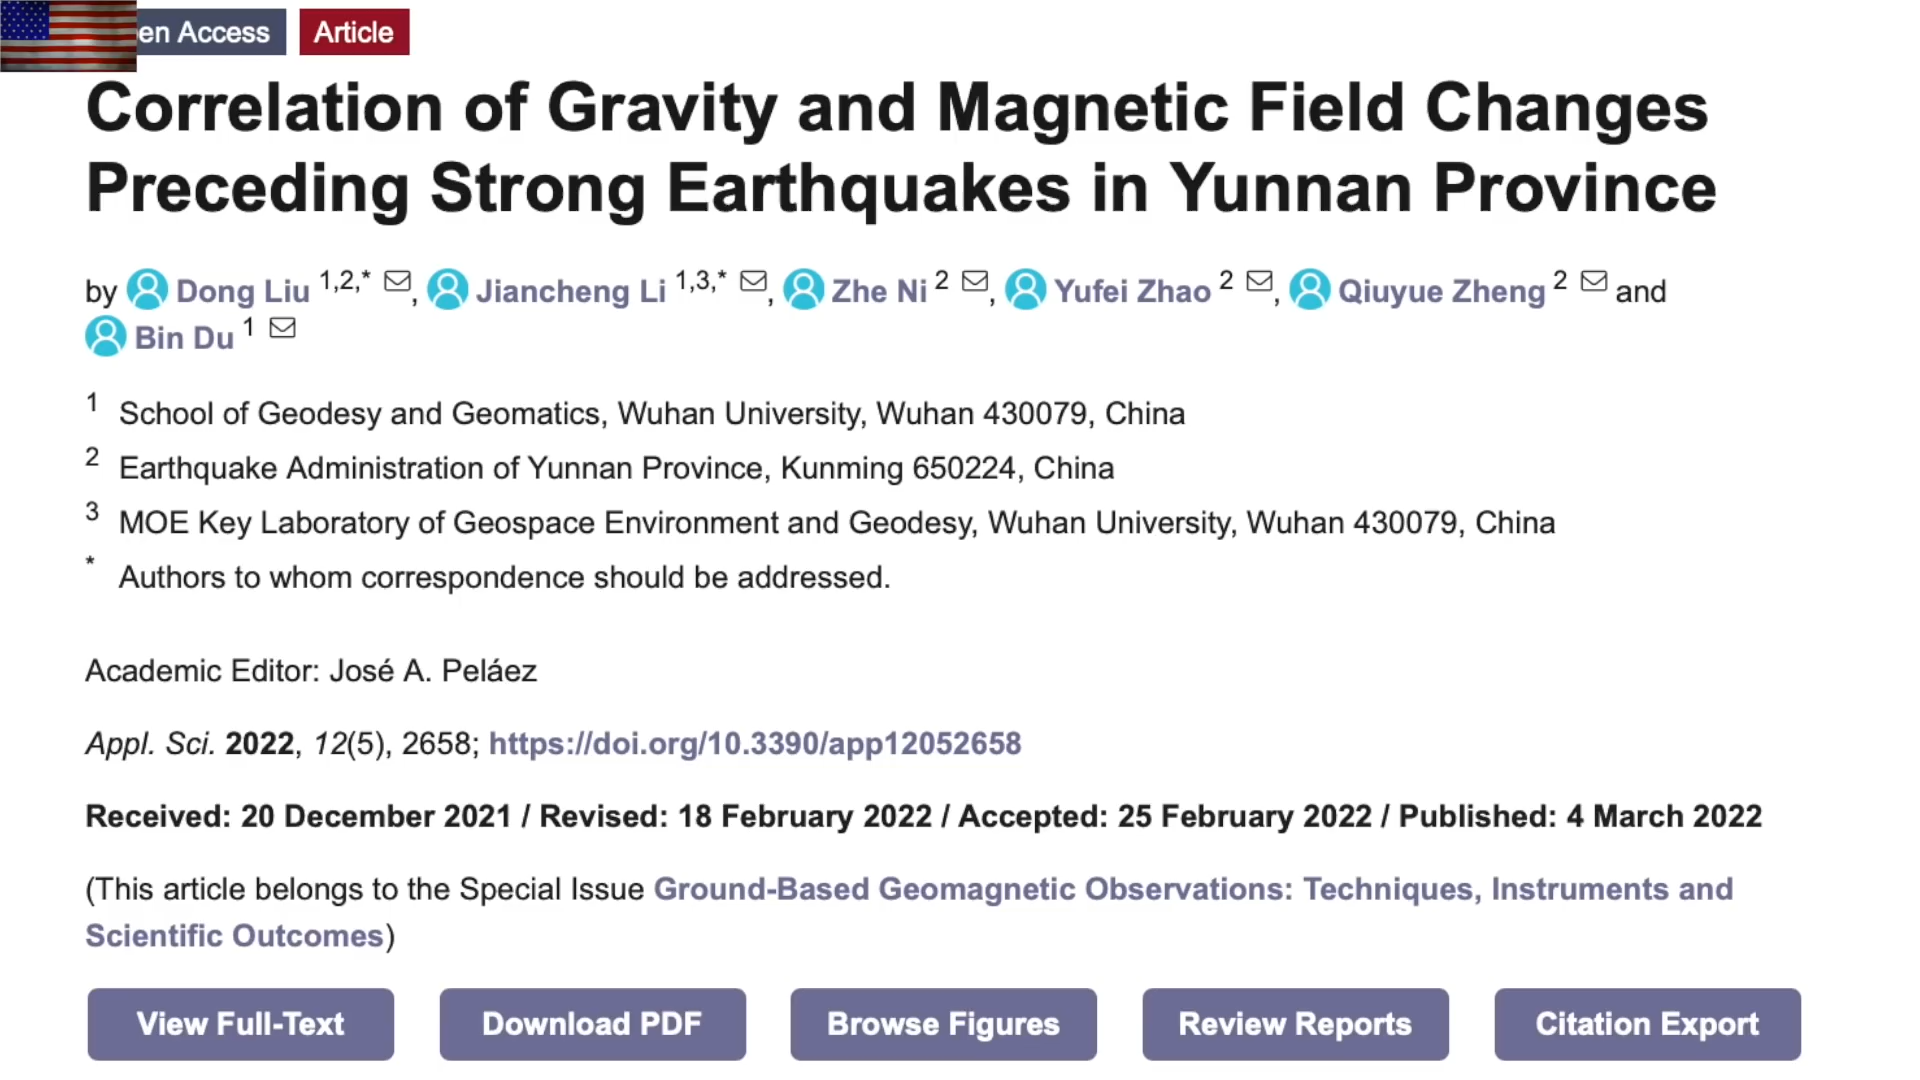 en Access Article
Correlation of Gravity and Magnetic Field Changes
Preceding Strong Earthquakes in Yunnan Province
by Dong Liu 1,2,* , Jiancheng Li 1,3,* , Zhe Ni 2 , Yufei Zhao 2 , Qiuyue Zheng 2 and
Bin Du 1
1 School of Geodesy and Geomatics, Wuhan University, Wuhan 430079, China
2 Earthquake Administration of Yunnan Province, Kunming 650224, China
3 MOE Key Laboratory of Geospace Environment and Geodesy, Wuhan University, Wuhan 430079, China
* Authors to whom correspondence should be addressed.
Academic Editor: José A. Peláez
Appl. Sci. 2022, 12(5), 2658; https://doi.org/10.3390/app12052658
Received: 20 December 2021 / Revised: 18 February 2022 / Accepted: 25 February 2022 / Published: 4 March 2022
(This article belongs to the Special Issue Ground-Based Geomagnetic Observations: Techniques, Instruments and
Scientific Outcomes)
View Full-Text Download PDF Browse Figures Review Reports Citation Export